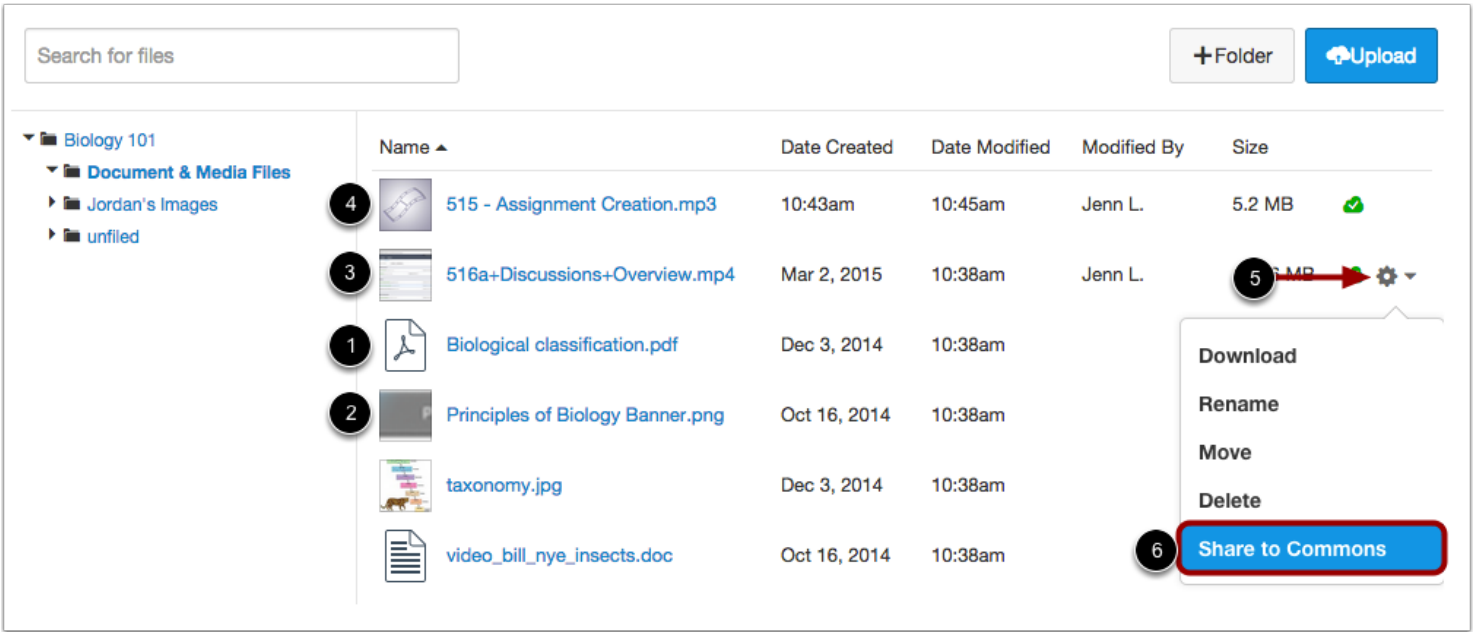 Search for files
+Folder
Upload
Biology 101
Document & Media Files
Jordan's Images
unfiled
Name Date Created Date Modified Modified By Size
4 515 - Assignment Creation.mp3 10:43am 10:45am Jenn L. 5.2 MB
3 516a+Discussions+Overview.mp4 Mar 2, 2015 10:38am Jenn L. 5 MB
1 Biological classification.pdf Dec 3, 2014 10:38am
2 Principles of Biology Banner.png Oct 16, 2014 10:38am
taxonomy.jpg Dec 3, 2014 10:38am
video_bill_nye_insects.doc Oct 16, 2014 10:38am
Download
Rename
Move
Delete
6 Share to Commons